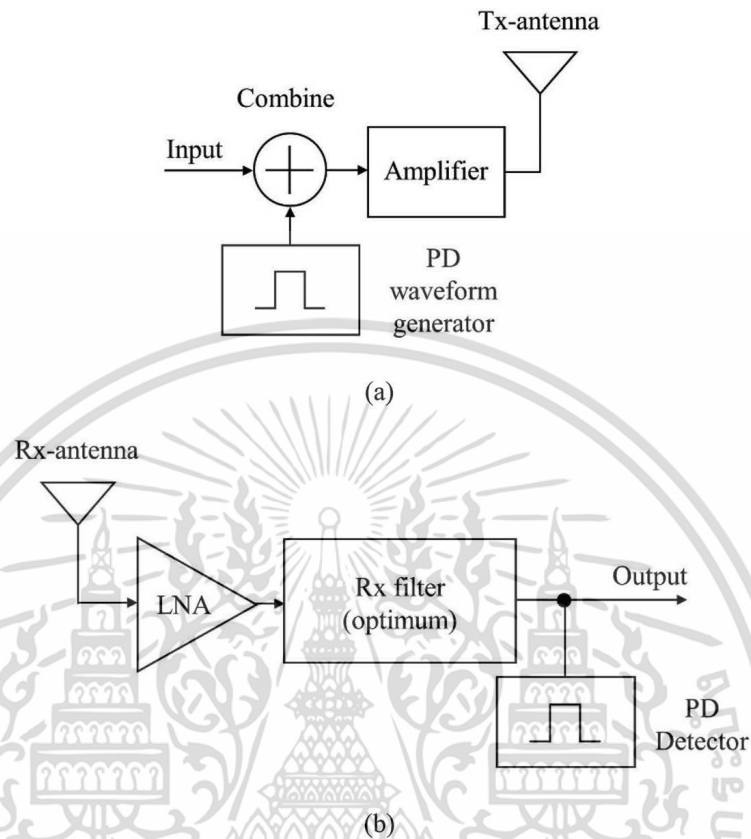 Tx-antenna
Combine
Input
Amplifier
PD
waveform
generator
(a)
Rx-antenna
LNA
Rx filter
(optimum)
Output
PD
Detector
(b)